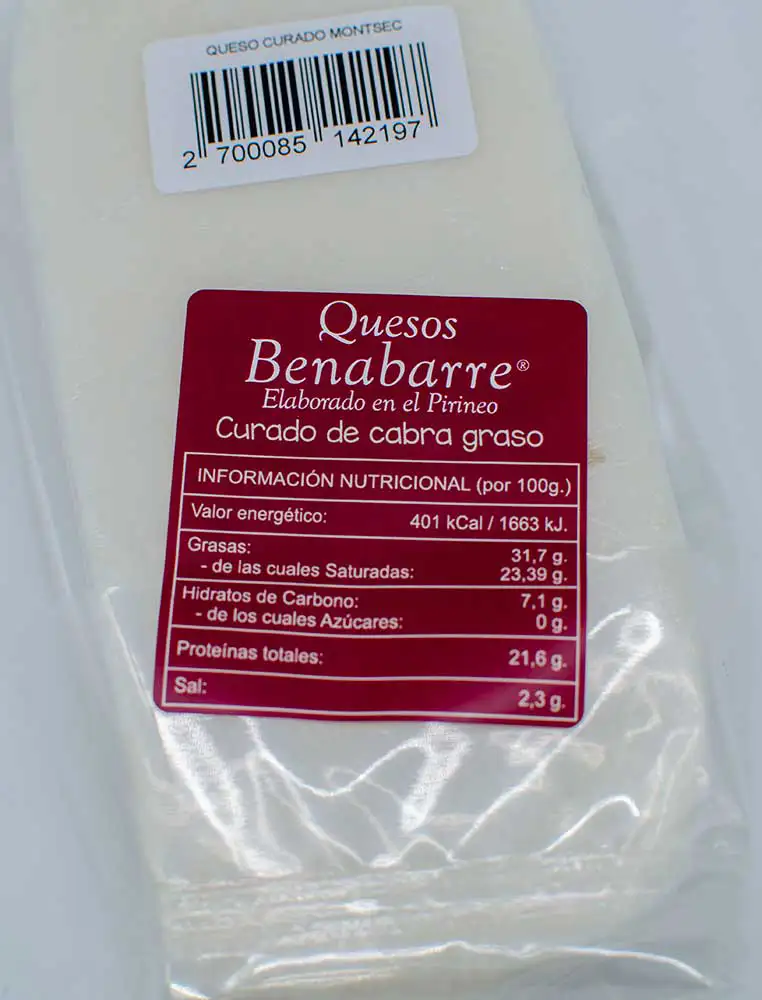 QUESO CURADO MONTSEC
2 700085 142197
Quesos
Benabarre®
Elaborado en el Pirineo
Curado de cabra graso
INFORMACIÓN NUTRICIONAL (por 100g.)
Valor energético: 401 kCal / 1663 kJ.
Grasas: 31,7 g.
- de las cuales Saturadas: 23,39 g.
Hidratos de Carbono: 7,1 g.
- de los cuales Azúcares: 0 g.
Proteínas totales: 21,6 g.
Sal: 2,3 g.